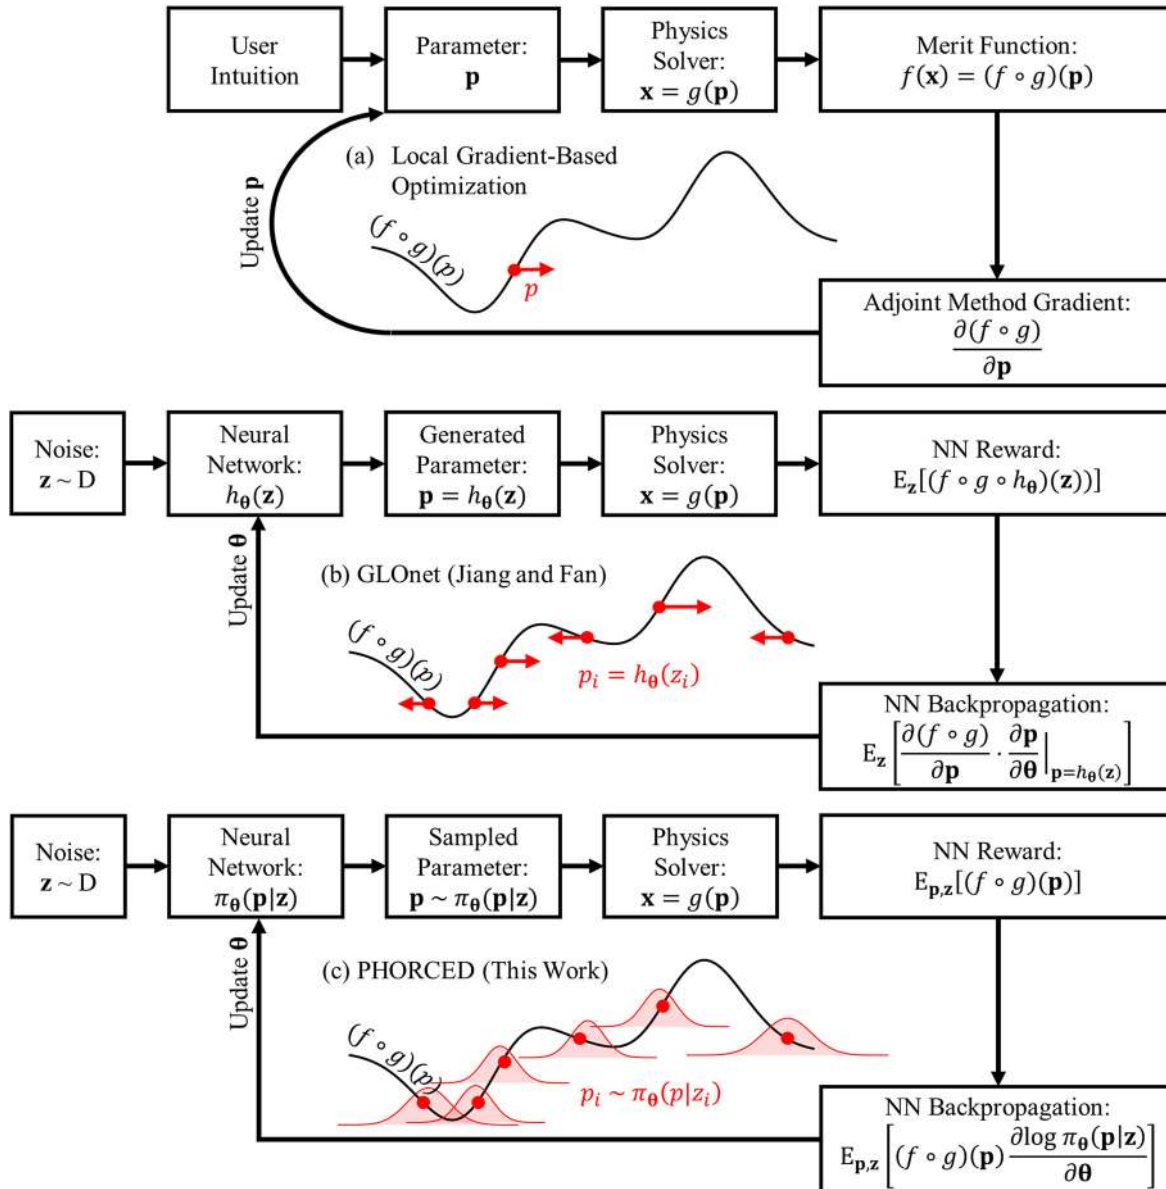 User
Intuition
Parameter:
𝐩
Physics
Solver:
𝐱 = g(𝐩)
Merit Function:
f(𝐱) = (f ∘ g)(𝐩)
(a) Local Gradient-Based
Optimization
Update 𝐩
(f ∘ g)(p)
p
Adjoint Method Gradient:
∂(f ∘ g)
∂𝐩
Noise:
𝐳 ~ D
Neural
Network:
h_𝛉(𝐳)
Generated
Parameter:
𝐩 = h_𝛉(𝐳)
Physics
Solver:
𝐱 = g(𝐩)
NN Reward:
E_𝐳[(f ∘ g ∘ h_𝛉)(𝐳))]
Update 𝛉
(b) GLOnet (Jiang and Fan)
(f ∘ g)(p)
p_i = h_𝛉(z_i)
NN Backpropagation:
E_𝐳 [ ∂(f ∘ g)/∂𝐩 · ∂𝐩/∂𝛉 |_𝐩=h_𝛉(𝐳) ]
Noise:
𝐳 ~ D
Neural
Network:
π_𝛉(𝐩|𝐳)
Sampled
Parameter:
𝐩 ~ π_𝛉(𝐩|𝐳)
Physics
Solver:
𝐱 = g(𝐩)
NN Reward:
E_𝐩,𝐳[(f ∘ g)(𝐩)]
Update 𝛉
(c) PHORCED (This Work)
(f ∘ g)(p)
p_i ~ π_𝛉(p|z_i)
NN Backpropagation:
E_𝐩,𝐳 [ (f ∘ g)(𝐩) ∂log π_𝛉(𝐩|𝐳)/∂𝛉 ]